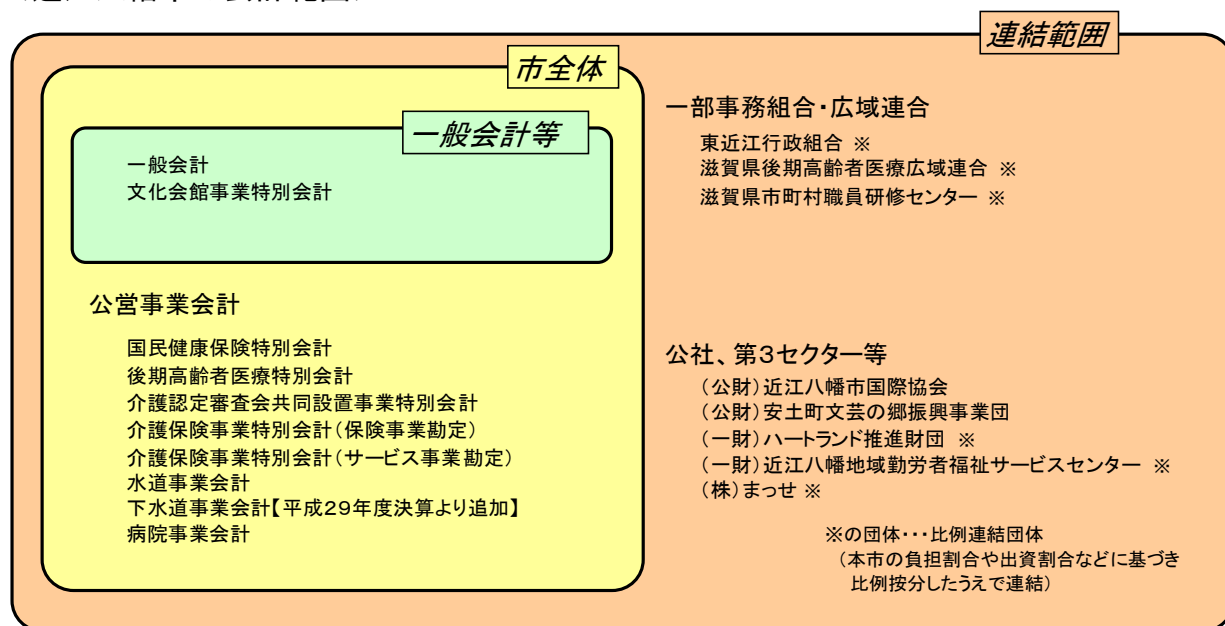 連結範囲
市全体
一般会計等
一般会計
文化会館事業特別会計
公営事業会計
国民健康保険特別会計
後期高齢者医療特別会計
介護認定審査会共同設置事業特別会計
介護保険事業特別会計(保険事業勘定)
介護保険事業特別会計(サービス事業勘定)
水道事業会計
下水道事業会計【平成29年度決算より追加】
病院事業会計
一部事務組合・広域連合
東近江行政組合 ※
滋賀県後期高齢者医療広域連合 ※
滋賀県市町村職員研修センター ※
公社、第3セクター等
(公財)近江八幡市国際協会
(公財)安土町文芸の郷振興事業団
(一財)ハートランド推進財団 ※
(一財)近江八幡地域勤労者福祉サービスセンター ※
(株)まっせ ※
※の団体・・・比例連結団体
(本市の負担割合や出資割合などに基づき
比例按分したうえで連結)